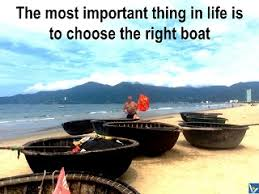 The most important thing in life is
to choose the right boat